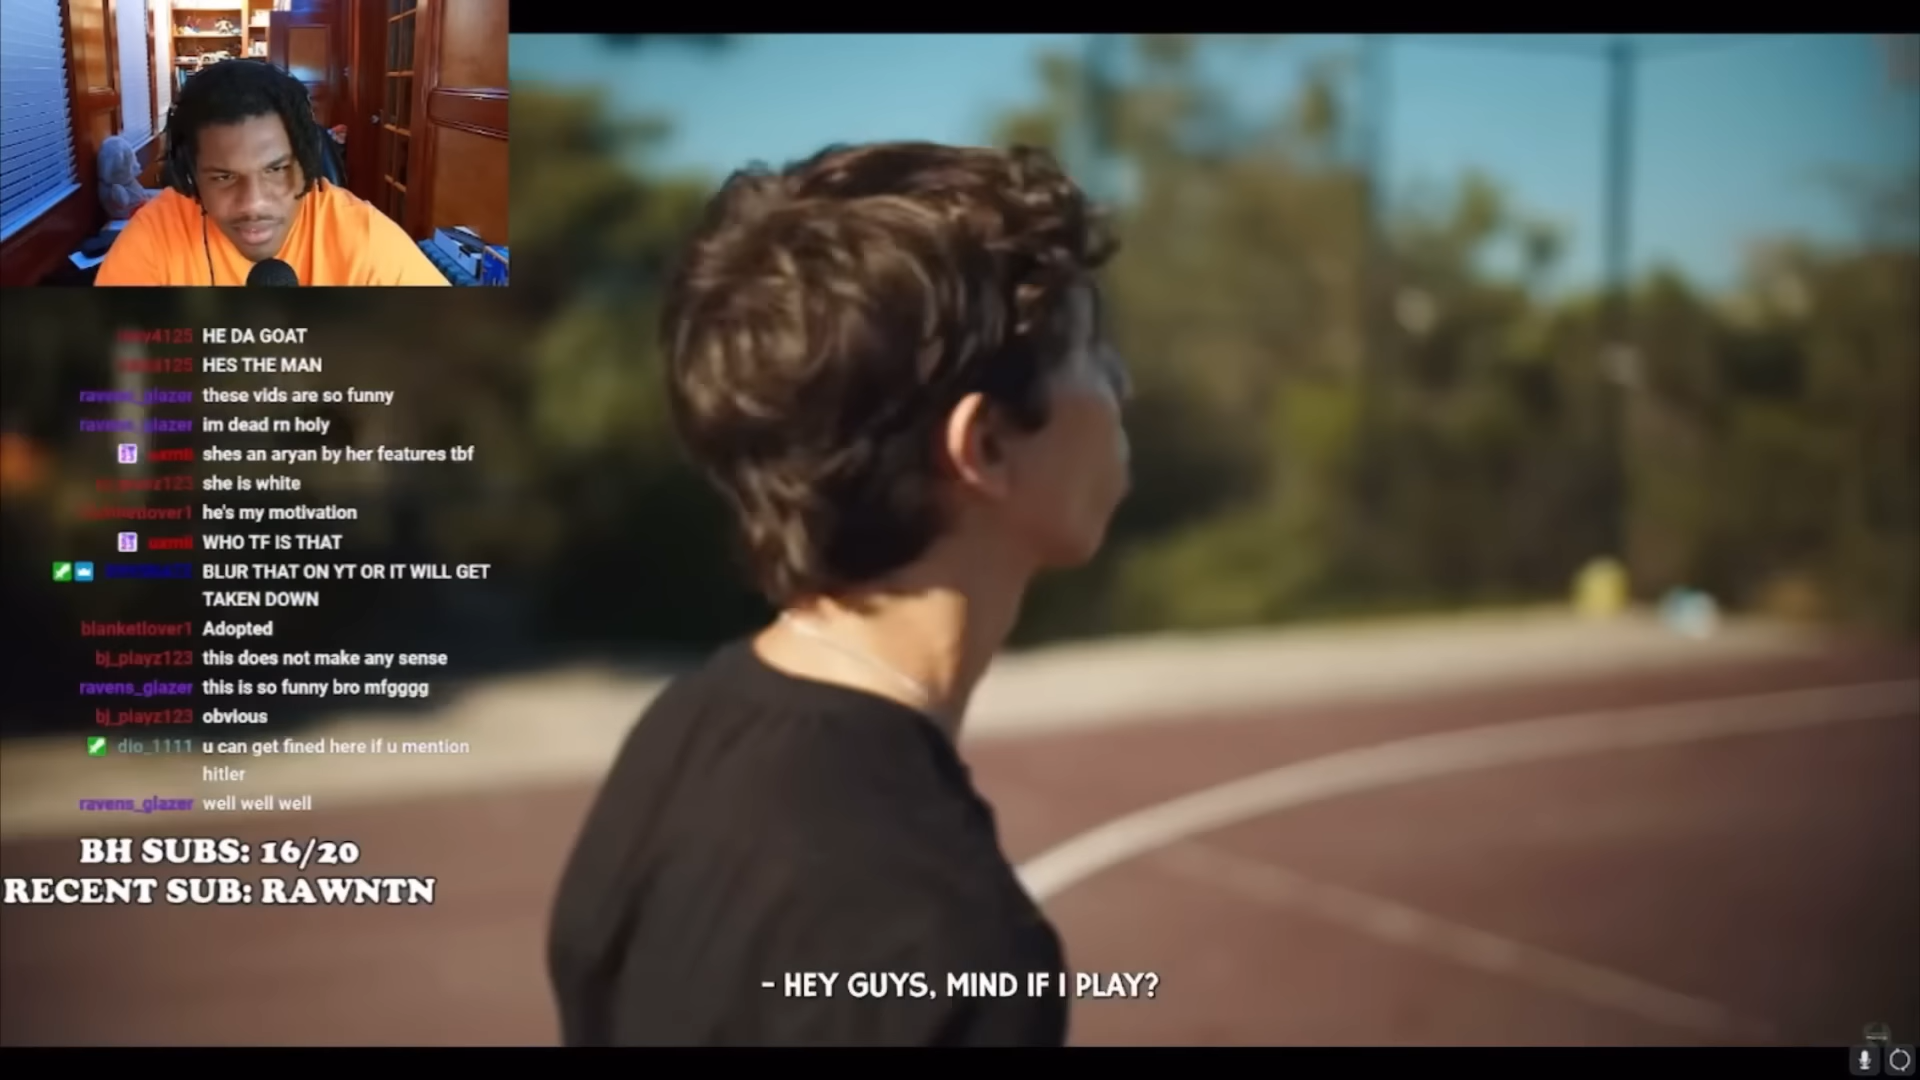 HE DA GOAT
HES THE MAN
ravens_glazer these vids are so funny
ravens_glazer im dead rn holy
uxmii shes an aryan by her features tbf
she is white
he's my motivation
uxmii WHO TF IS THAT
BLUR THAT ON YT OR IT WILL GET
TAKEN DOWN
blanketlover1 Adopted
bj_playz123 this does not make any sense
ravens_glazer this is so funny bro mfgggg
bj_playz123 obvious
dio_1111 u can get fined here if u mention
hitler
ravens_glazer well well well
BH SUBS: 16/20
RECENT SUB: RAWNTN
- HEY GUYS, MIND IF I PLAY?